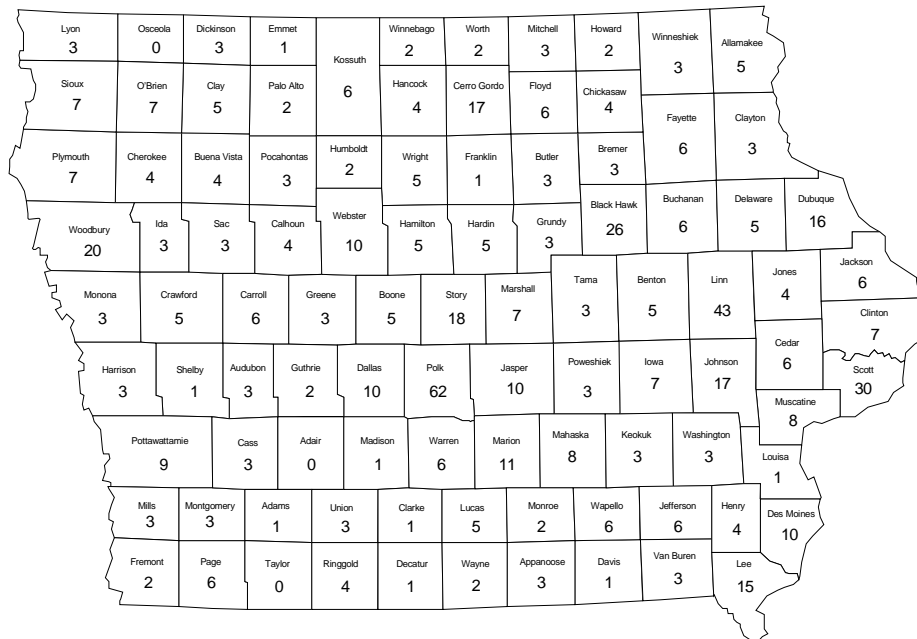 Lyon
3
Osceola
0
Dickinson
3
Emmet
1
Kossuth
6
Winnebago
2
Worth
2
Mitchell
3
Howard
2
Winneshiek
3
Allamakee
5
Sioux
7
O'Brien
7
Clay
5
Palo Alto
2
Hancock
4
Cerro Gordo
17
Floyd
6
Chickasaw
4
Fayette
6
Clayton
3
Plymouth
7
Cherokee
4
Buena Vista
4
Pocahontas
3
Humboldt
2
Wright
5
Franklin
1
Butler
3
Bremer
3
Woodbury
20
Ida
3
Sac
3
Calhoun
4
Webster
10
Hamilton
5
Hardin
5
Grundy
3
Black Hawk
26
Buchanan
6
Delaware
5
Dubuque
16
Monona
3
Crawford
5
Carroll
6
Greene
3
Boone
5
Story
18
Marshall
7
Tama
3
Benton
5
Linn
43
Jones
4
Jackson
6
Clinton
7
Harrison
3
Shelby
1
Audubon
3
Guthrie
2
Dallas
10
Polk
62
Jasper
10
Poweshiek
3
Iowa
7
Johnson
17
Cedar
6
Scott
30
Muscatine
8
Pottawattamie
9
Cass
3
Adair
0
Madison
1
Warren
6
Marion
11
Mahaska
8
Keokuk
3
Washington
3
Louisa
1
Mills
3
Montgomery
3
Adams
1
Union
3
Clarke
1
Lucas
5
Monroe
2
Wapello
6
Jefferson
6
Henry
4
Des Moines
10
Fremont
2
Page
6
Taylor
0
Ringgold
4
Decatur
1
Wayne
2
Appanoose
3
Davis
1
Van Buren
3
Lee
15